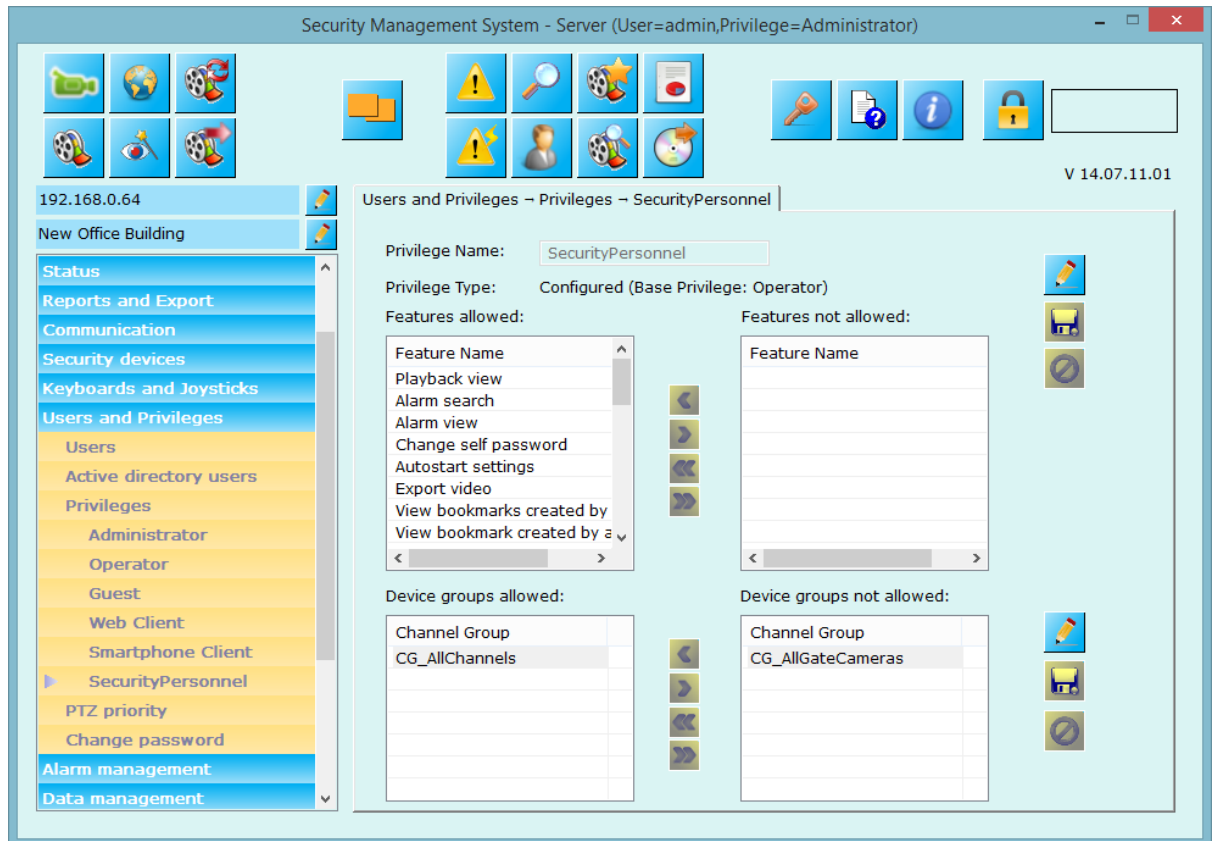 Security Management System - Server (User=admin,Privilege=Administrator)
V 14.07.11.01
192.168.0.64
New Office Building
Status
Reports and Export
Communication
Security devices
Keyboards and Joysticks
Users and Privileges
Users
Active directory users
Privileges
Administrator
Operator
Guest
Web Client
Smartphone Client
SecurityPersonnel
PTZ priority
Change password
Alarm management
Data management
Users and Privileges → Privileges → SecurityPersonnel
Privilege Name: SecurityPersonnel
Privilege Type: Configured (Base Privilege: Operator)
Features allowed:
Feature Name
Playback view
Alarm search
Alarm view
Change self password
Autostart settings
Export video
View bookmarks created by
View bookmark created by a
Features not allowed:
Feature Name
Device groups allowed:
Channel Group
CG_AllChannels
Device groups not allowed:
Channel Group
CG_AllGateCameras